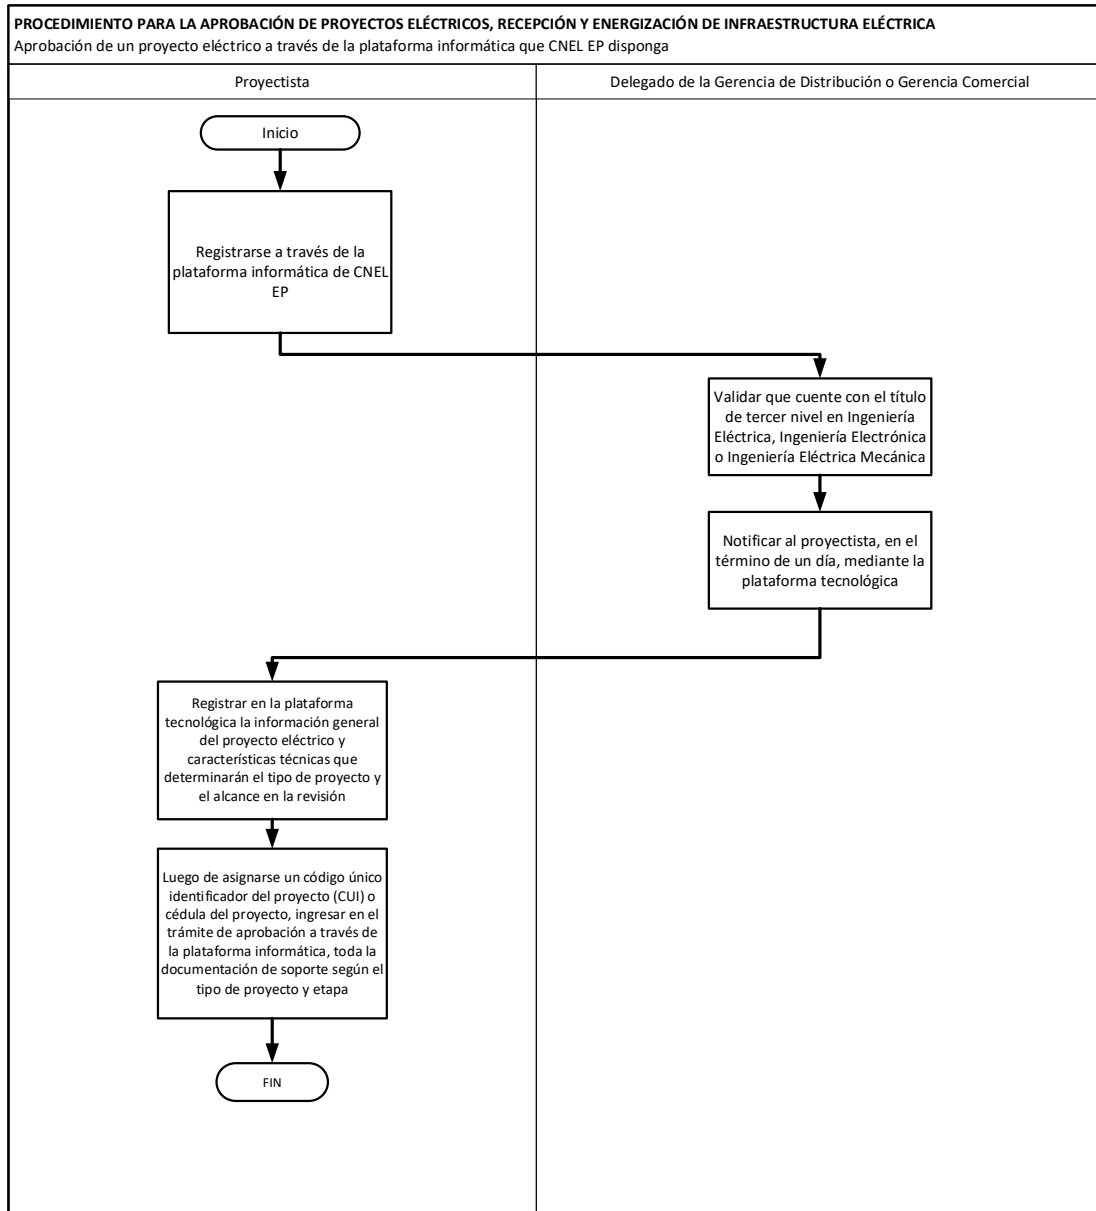 PROCEDIMIENTO PARA LA APROBACIÓN DE PROYECTOS ELÉCTRICOS, RECEPCIÓN Y ENERGIZACIÓN DE INFRAESTRUCTURA ELÉCTRICA
Aprobación de un proyecto eléctrico a través de la plataforma informática que CNEL EP disponga
Proyectista
Delegado de la Gerencia de Distribución o Gerencia Comercial
Inicio
Registrarse a través de la
plataforma informática de CNEL
EP
Validar que cuente con el título
de tercer nivel en Ingeniería
Eléctrica, Ingeniería Electrónica
o Ingeniería Eléctrica Mecánica
Notificar al proyectista, en el
término de un día, mediante la
plataforma tecnológica
Registrar en la plataforma
tecnológica la información general
del proyecto eléctrico y
características técnicas que
determinarán el tipo de proyecto y
el alcance en la revisión
Luego de asignarse un código único
identificador del proyecto (CUI) o
cédula del proyecto, ingresar en el
trámite de aprobación a través de
la plataforma informática, toda la
documentación de soporte según el
tipo de proyecto y etapa
FIN